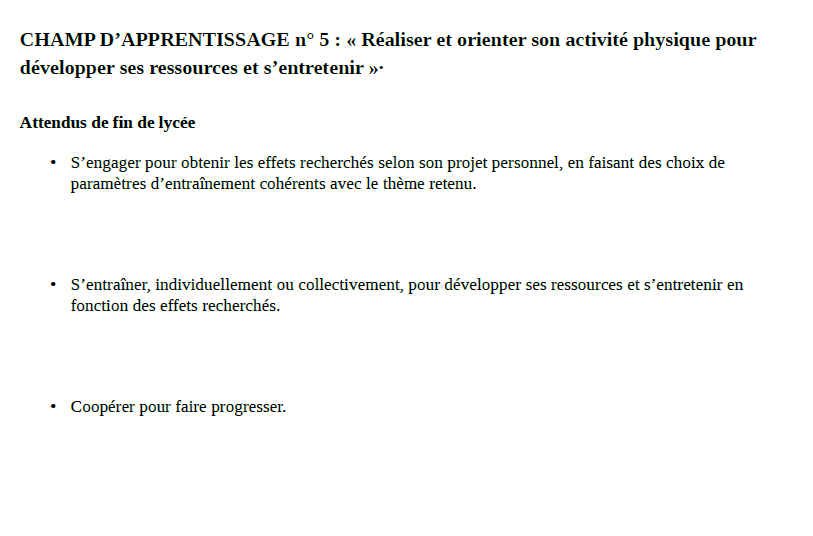 CHAMP D’APPRENTISSAGE n° 5 : « Réaliser et orienter son activité physique pour
développer ses ressources et s’entretenir »·
Attendus de fin de lycée
• S’engager pour obtenir les effets recherchés selon son projet personnel, en faisant des choix de
paramètres d’entraînement cohérents avec le thème retenu.
• S’entraîner, individuellement ou collectivement, pour développer ses ressources et s’entretenir en
fonction des effets recherchés.
• Coopérer pour faire progresser.